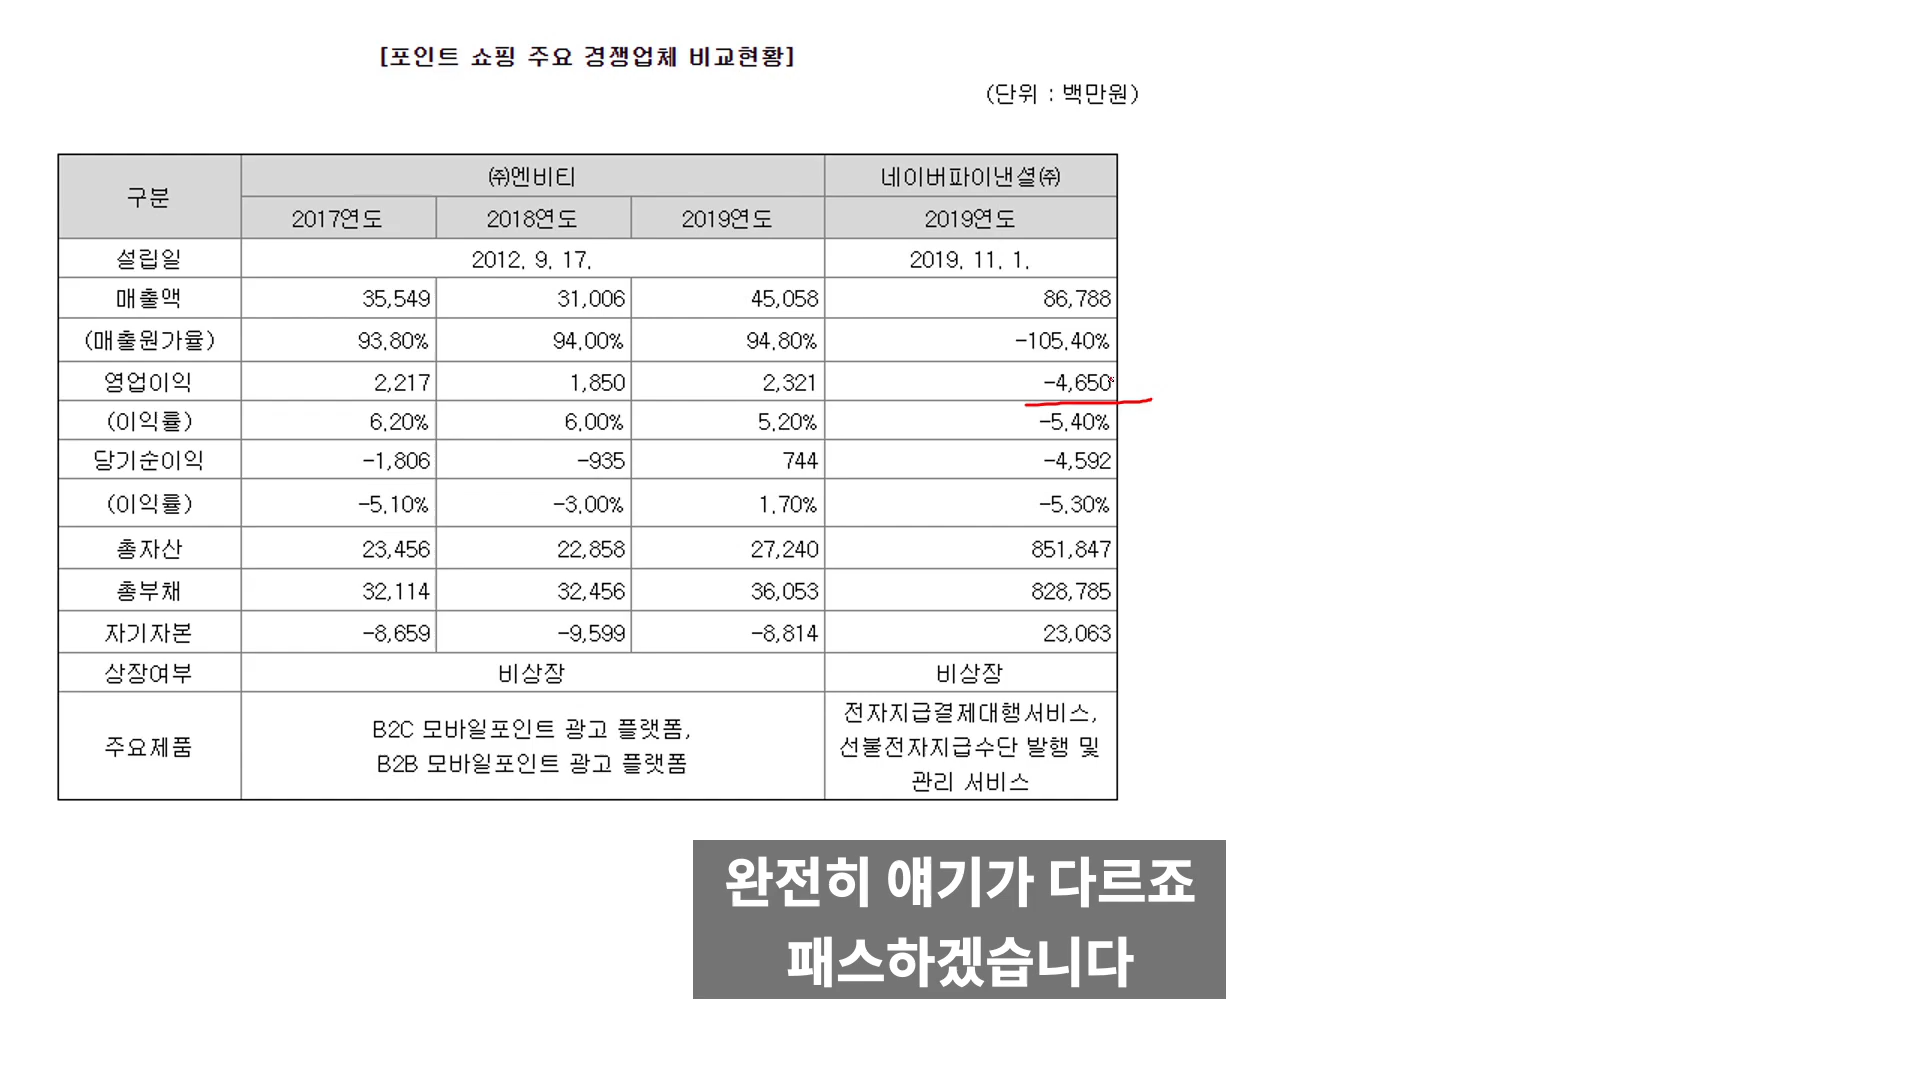 [포인트 쇼핑 주요 경쟁업체 비교현황]
(단위 : 백만원)
구분 ㈜엔비티 네이버파이낸셜㈜
2017연도 2018연도 2019연도 2019연도
설립일 2012. 9. 17. 2019. 11. 1.
매출액 35,549 31,006 45,058 86,788
(매출원가율) 93.80% 94.00% 94.80% -105.40%
영업이익 2,217 1,850 2,321 -4,650
(이익률) 6.20% 6.00% 5.20% -5.40%
당기순이익 -1,806 -935 744 -4,592
(이익률) -5.10% -3.00% 1.70% -5.30%
총자산 23,456 22,858 27,240 851,847
총부채 32,114 32,456 36,053 828,785
자기자본 -8,659 -9,599 -8,814 23,063
상장여부 비상장 비상장
주요제품
B2C 모바일포인트 광고 플랫폼,
B2B 모바일포인트 광고 플랫폼
전자지급결제대행서비스,
선불전자지급수단 발행 및
관리 서비스
완전히 얘기가 다르죠
패스하겠습니다